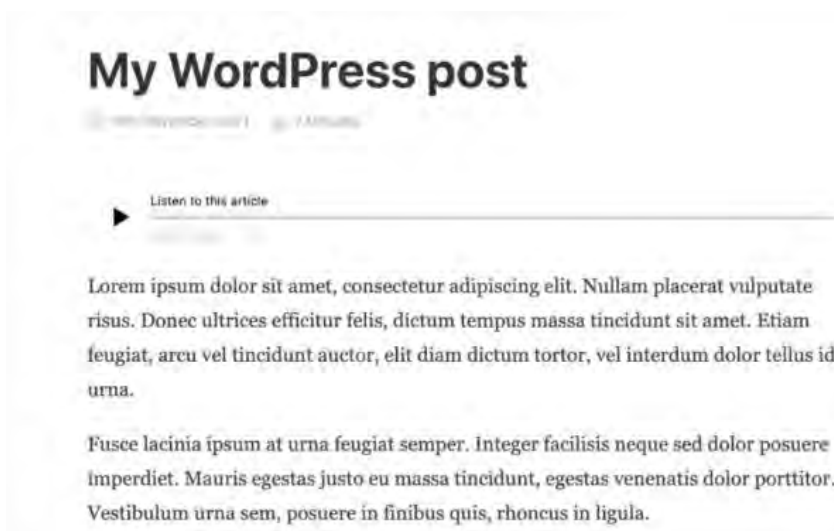 My WordPress post
Listen to this article
Lorem ipsum dolor sit amet, consectetur adipiscing elit. Nullam placerat vulputate
risus. Donec ultrices efficitur felis, dictum tempus massa tincidunt sit amet. Etiam
feugiat, arcu vel tincidunt auctor, elit diam dictum tortor, vel interdum dolor tellus id
urna.
Fusce lacinia ipsum at urna feugiat semper. Integer facilisis neque sed dolor posuere
imperdiet. Mauris egestas justo eu massa tincidunt, egestas venenatis dolor porttitor.
Vestibulum urna sem, posuere in finibus quis, rhoncus in ligula.